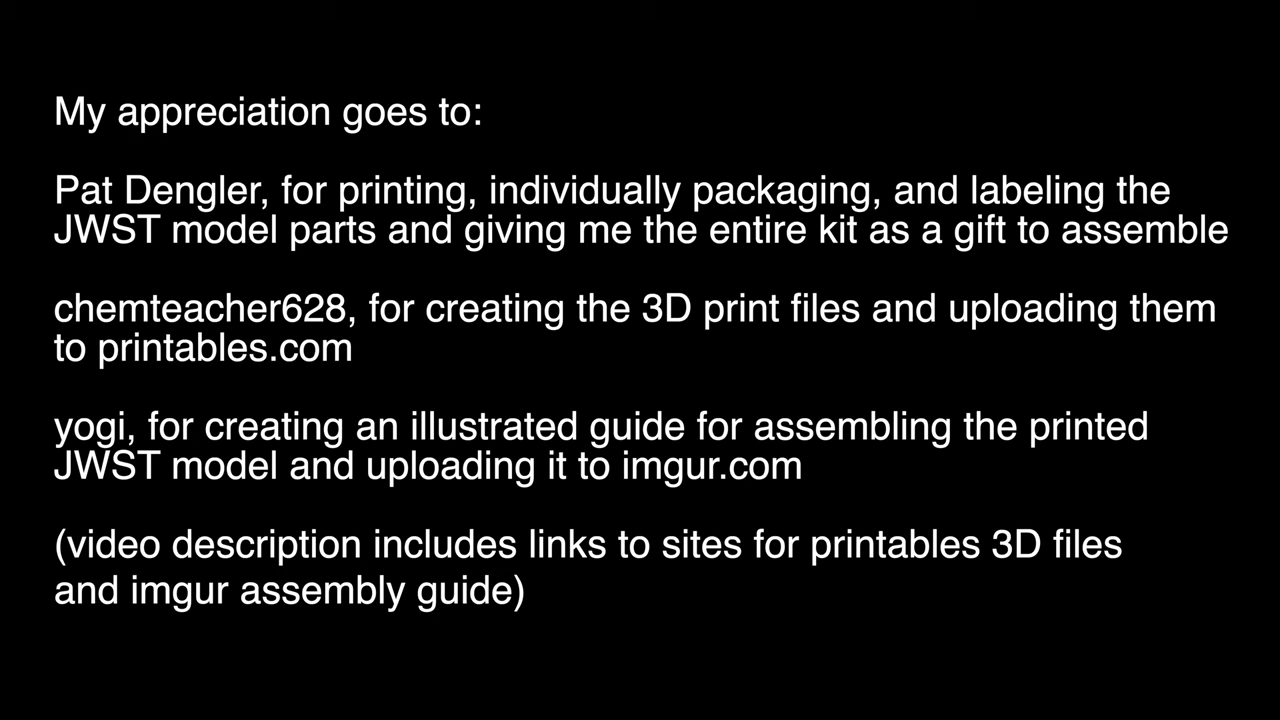 My appreciation goes to:
Pat Dengler, for printing, individually packaging, and labeling the
JWST model parts and giving me the entire kit as a gift to assemble
chemteacher628, for creating the 3D print files and uploading them
to printables.com
yogi, for creating an illustrated guide for assembling the printed
JWST model and uploading it to imgur.com
(video description includes links to sites for printables 3D files
and imgur assembly guide)